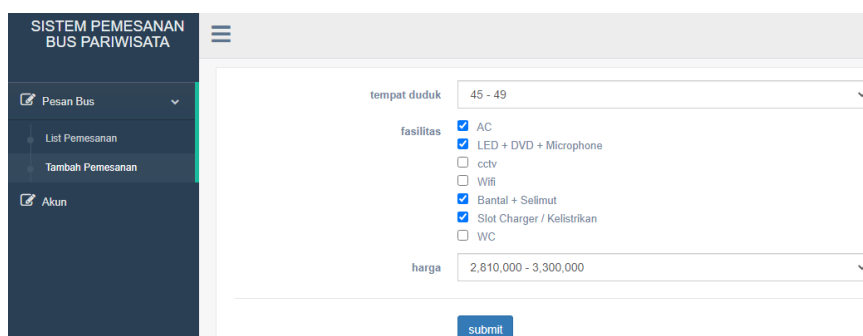 SISTEM PEMESANAN
BUS PARIWISATA
Pesan Bus
List Pemesanan
Tambah Pemesanan
Akun
tempat duduk
45 - 49
fasilitas
AC
LED + DVD + Microphone
cctv
Wifi
Bantal + Selimut
Slot Charger / Kelistrikan
WC
harga
2,810,000 - 3,300,000
submit